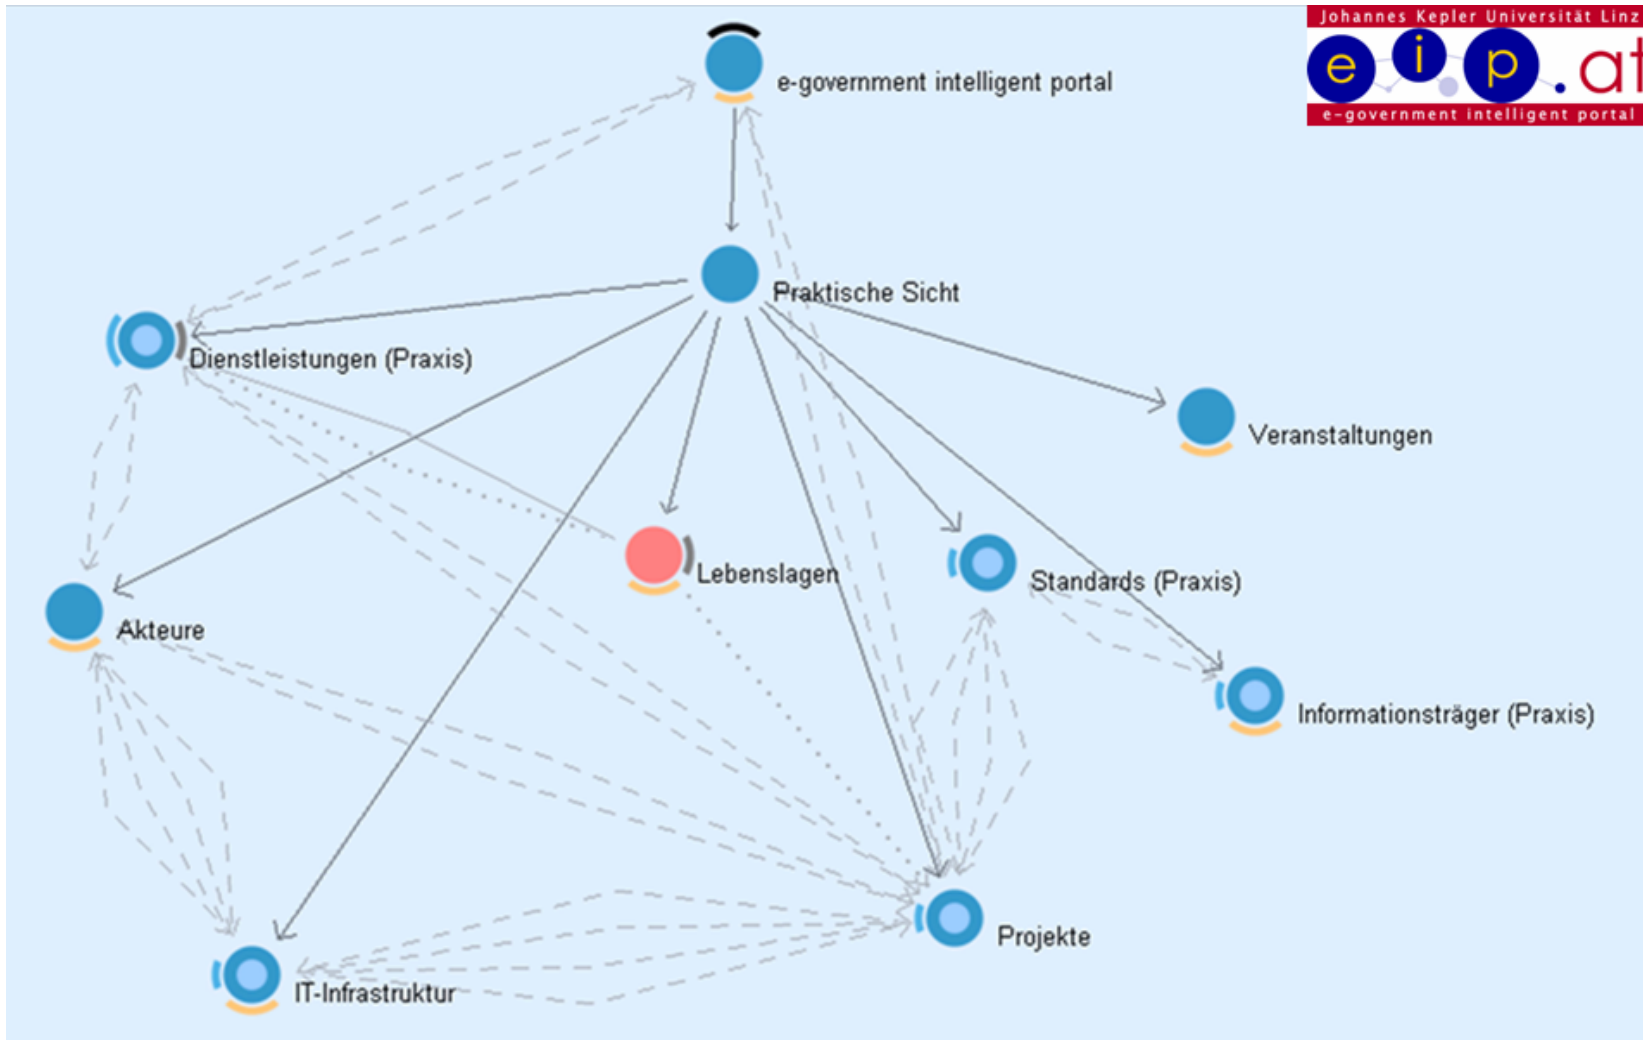 Johannes Kepler Universität Linz
e i p . at
e-government intelligent portal
e-government intelligent portal
Praktische Sicht
Dienstleistungen (Praxis)
Veranstaltungen
Lebenslagen
Standards (Praxis)
Akteure
Informationsträger (Praxis)
Projekte
IT-Infrastruktur